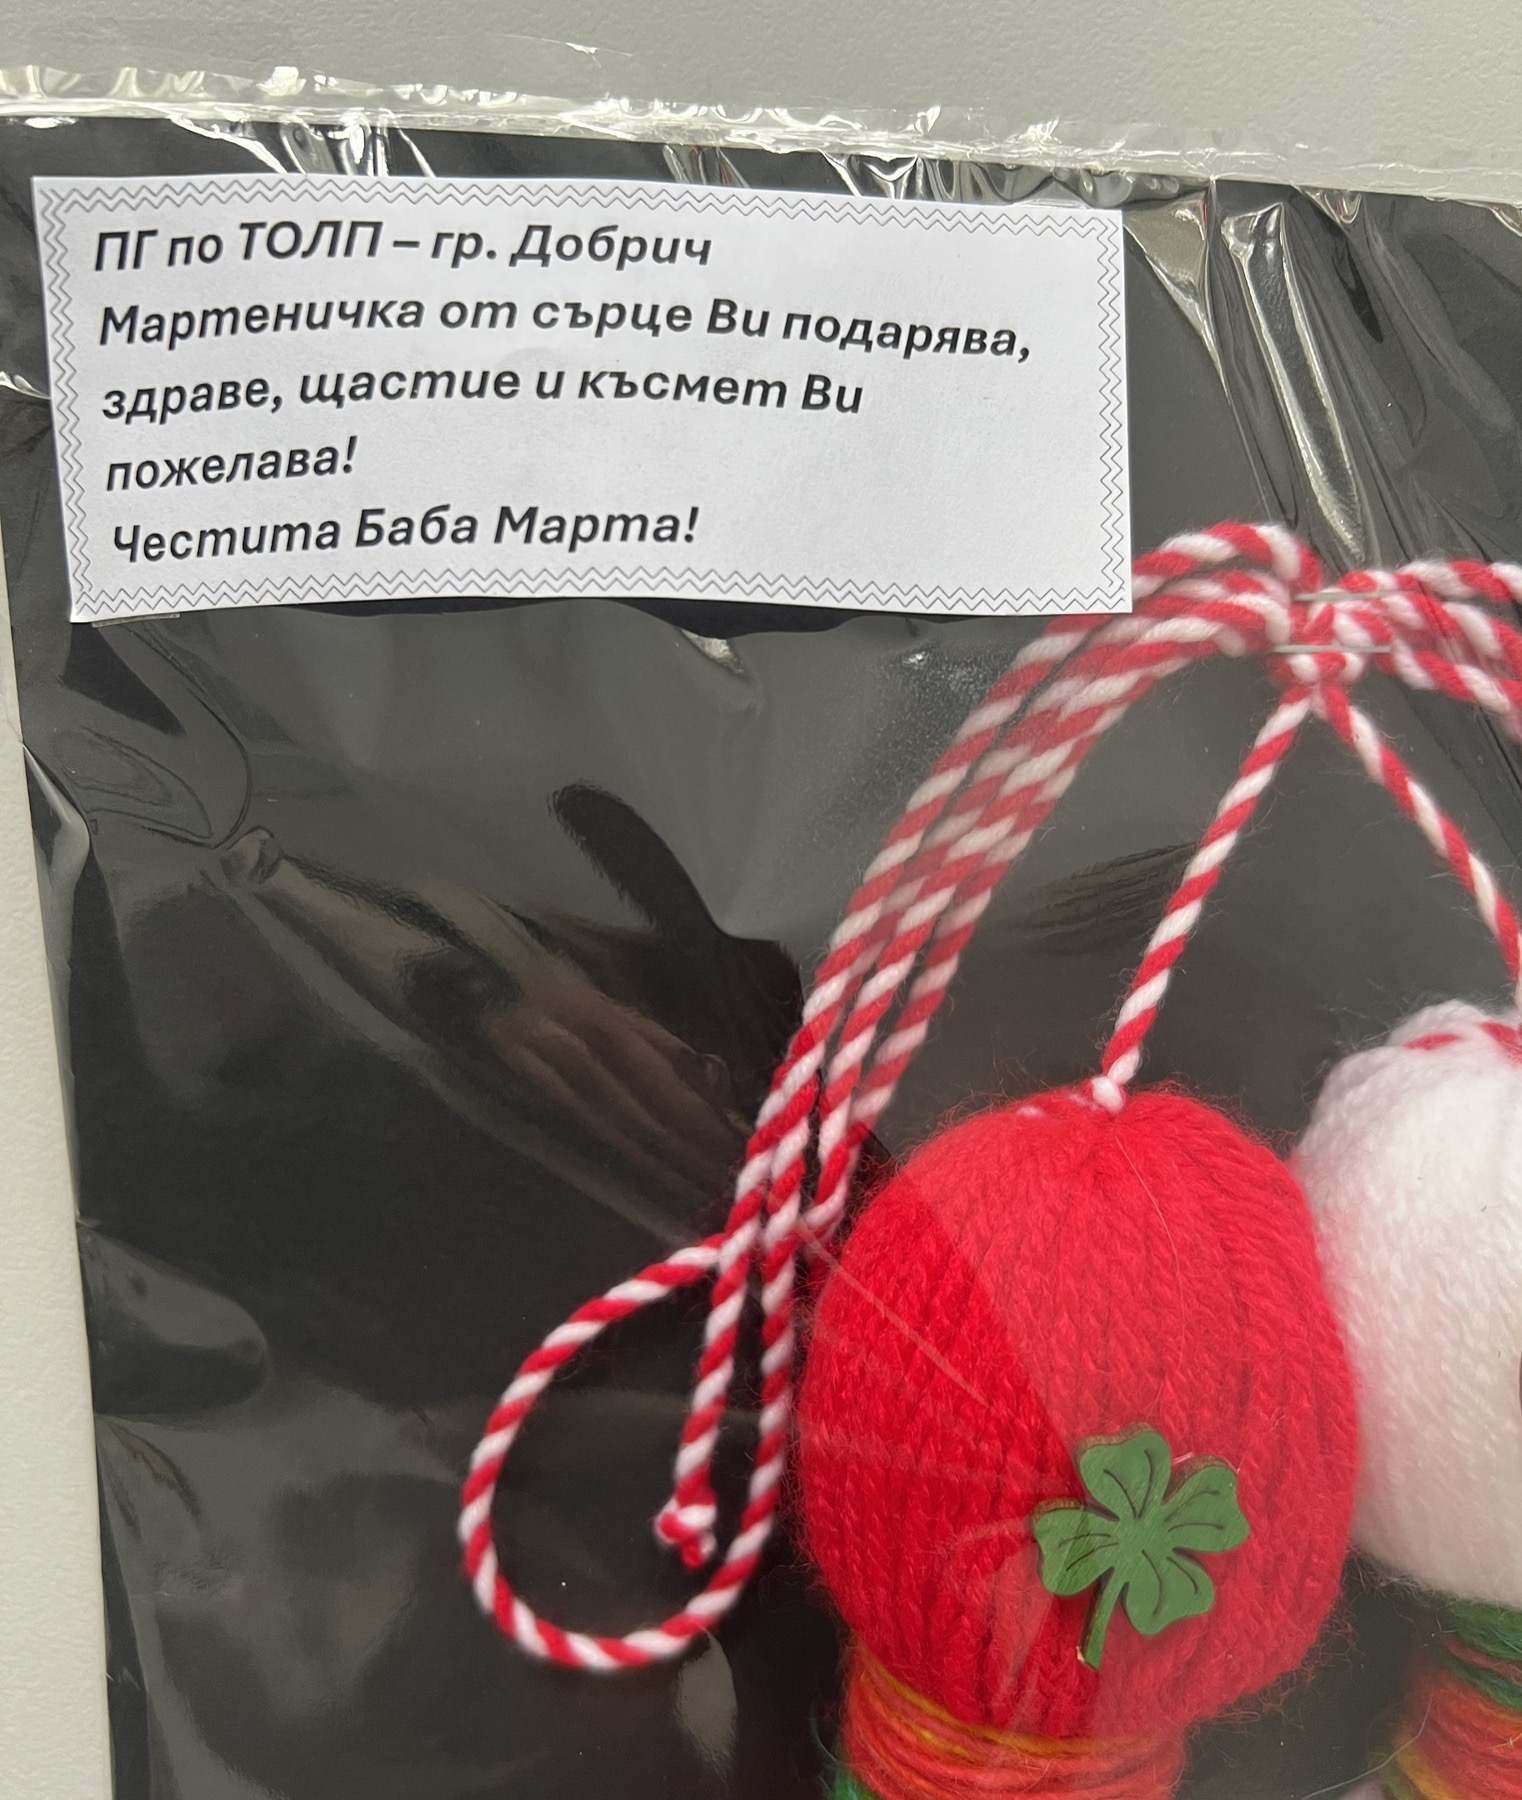 ПГ по ТОЛП – гр. Добрич
Мартеничка от сърце Ви подарява,
здраве, щастие и късмет Ви
пожелава!
Честита Баба Марта!